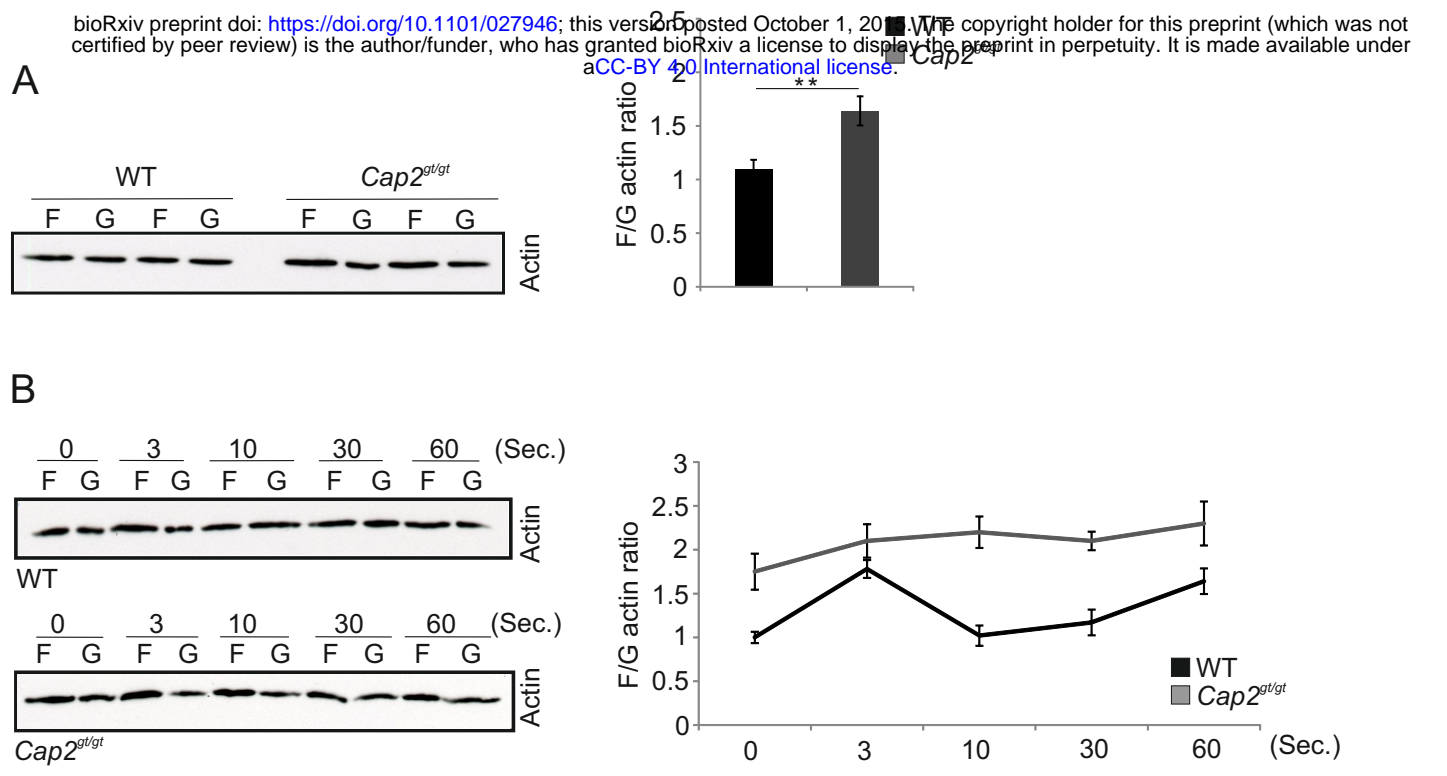 bioRxiv preprint doi: https://doi.org/10.1101/027946; this version posted October 1, 2015. The copyright holder for this preprint (which was not
certified by peer review) is the author/funder, who has granted bioRxiv a license to display the preprint in perpetuity. It is made available under
aCC-BY 4.0 International license.
A
WT Cap2gt/gt
F G F G F G F G
Actin
F/G actin ratio
2.5
2
1.5
1
0.5
0
**
WT
Cap2gt/gt
B
0 3 10 30 60 (Sec.)
F G F G F G F G F G
Actin
WT
0 3 10 30 60 (Sec.)
F G F G F G F G F G
Actin
Cap2gt/gt
F/G actin ratio
3
2.5
2
1.5
1
0.5
0
0 3 10 30 60 (Sec.)
WT
Cap2gt/gt